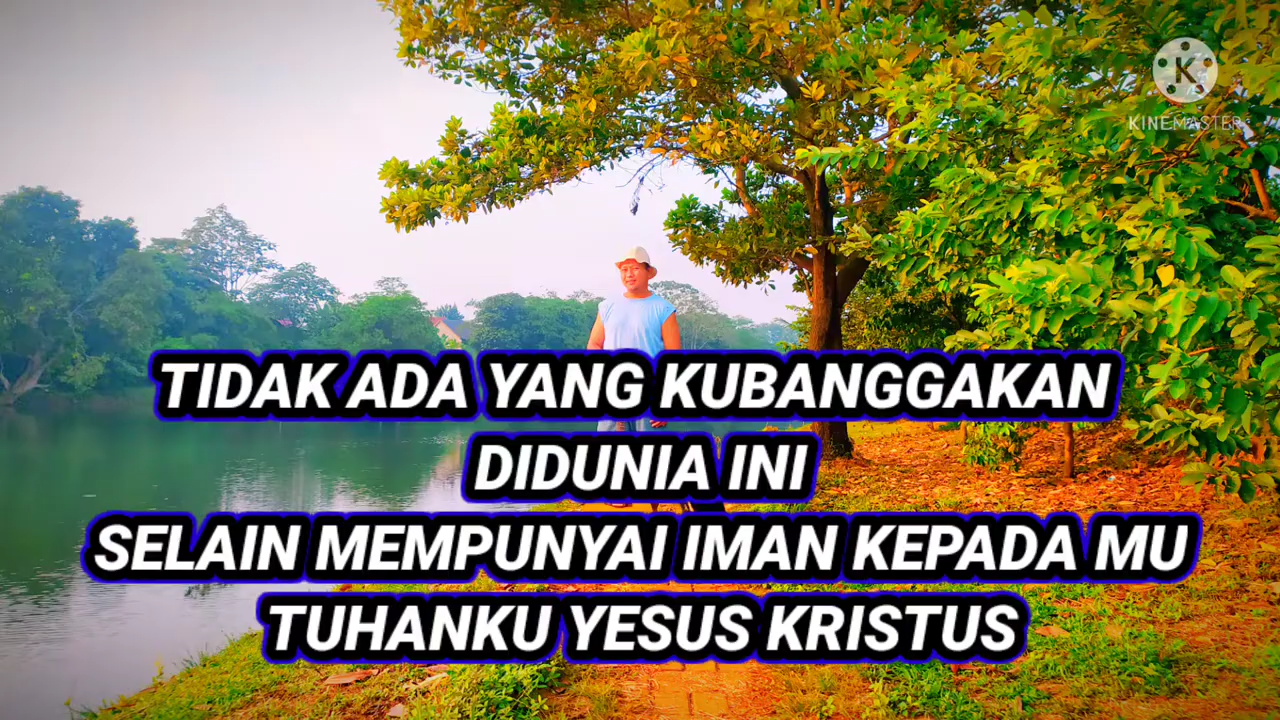 KINEMASTER
TIDAK ADA YANG KUBANGGAKAN
DIDUNIA INI
SELAIN MEMPUNYAI IMAN KEPADA MU
TUHANKU YESUS KRISTUS